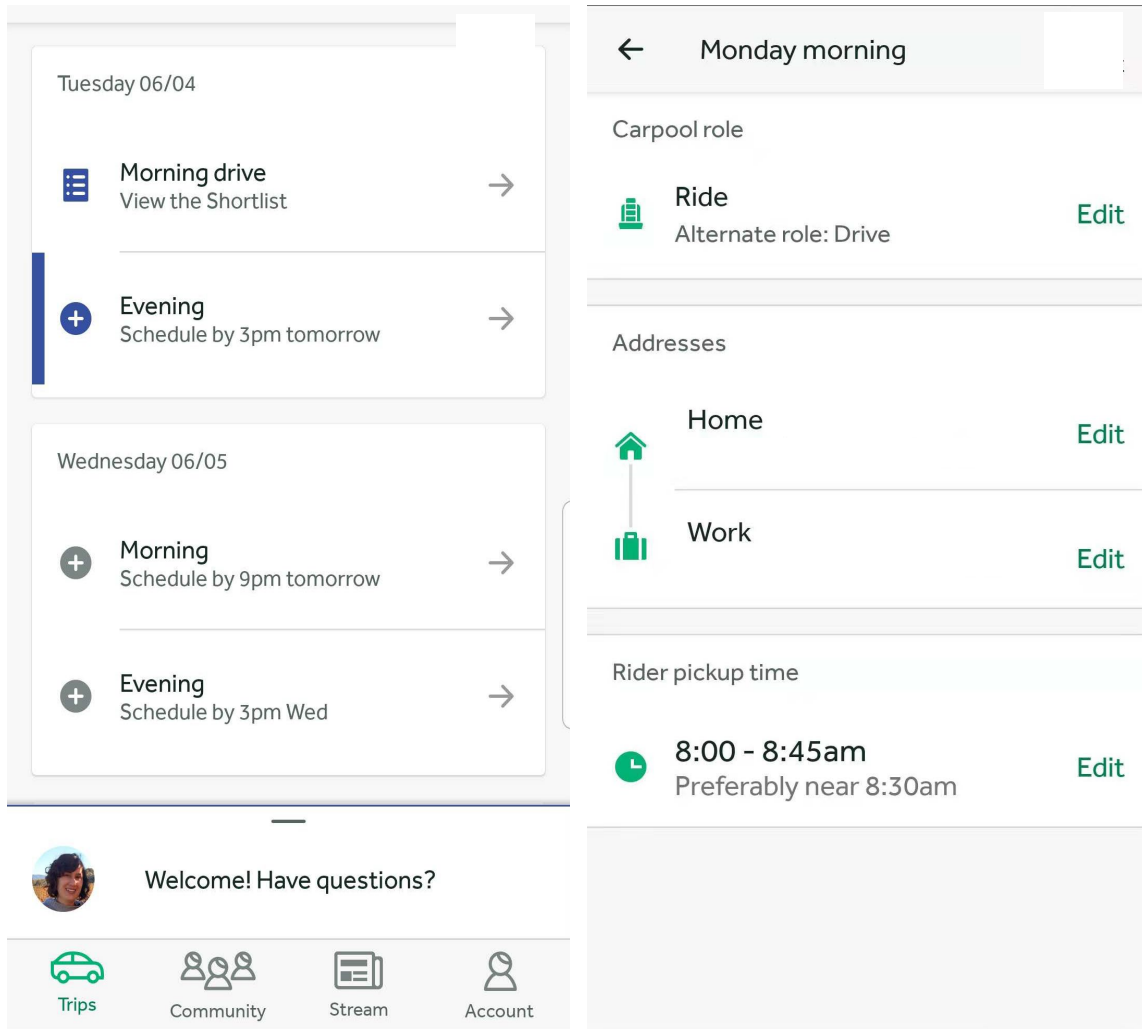 Tuesday 06/04
Morning drive
View the Shortlist
Evening
Schedule by 3pm tomorrow
Wednesday 06/05
Morning
Schedule by 9pm tomorrow
Evening
Schedule by 3pm Wed
Welcome! Have questions?
Trips
Community
Stream
Account
Monday morning
Carpool role
Ride
Edit
Alternate role: Drive
Addresses
Home
Edit
Work
Edit
Rider pickup time
8:00 - 8:45am
Edit
Preferably near 8:30am